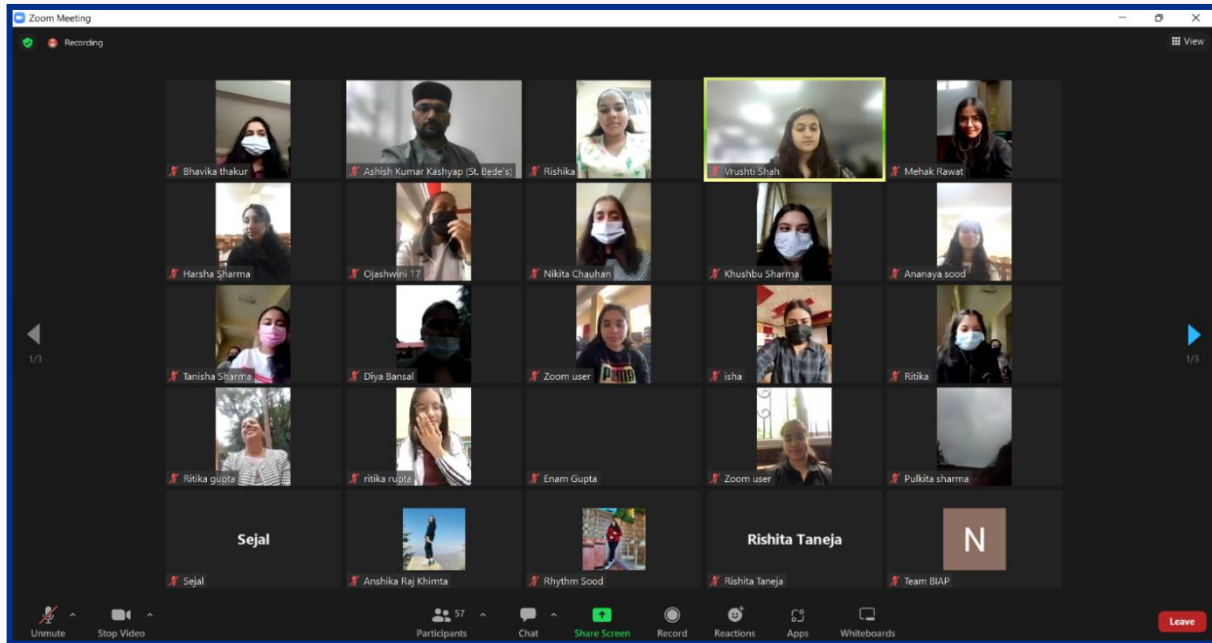 Zoom Meeting
Recording
View
Bhavika thakur
Ashish Kumar Kashyap (St. Bede's)
Rishika
Vrushti Shah
Mehak Rawat
Harsha Sharma
Ojashwini 17
Nikita Chauhan
Khushbu Sharma
Ananaya sood
1/3
1/3
Tanisha Sharma
Diya Bansal
Zoom user
PUMA
isha
Ritika
Ritika gupta
ritika rupta
Enam Gupta
Zoom user
Pulkita sharma
Sejal
Rishita Taneja
N
Sejal
Anshika Raj Khimta
Rhythm Sood
Rishita Taneja
Team BIAP
57
Unmute
Stop Video
Participants
Chat
Share Screen
Record
Reactions
Apps
Whiteboards
Leave